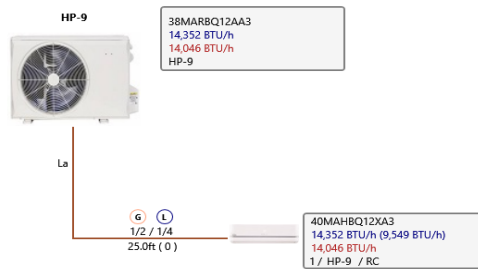 HP-9
38MARBQ12AA3
14,352 BTU/h
14,046 BTU/h
HP-9
La
G L
1/2 / 1/4
25.0ft ( 0 )
40MAHBQ12XA3
14,352 BTU/h (9,549 BTU/h)
14,046 BTU/h
1 / HP-9 / RC